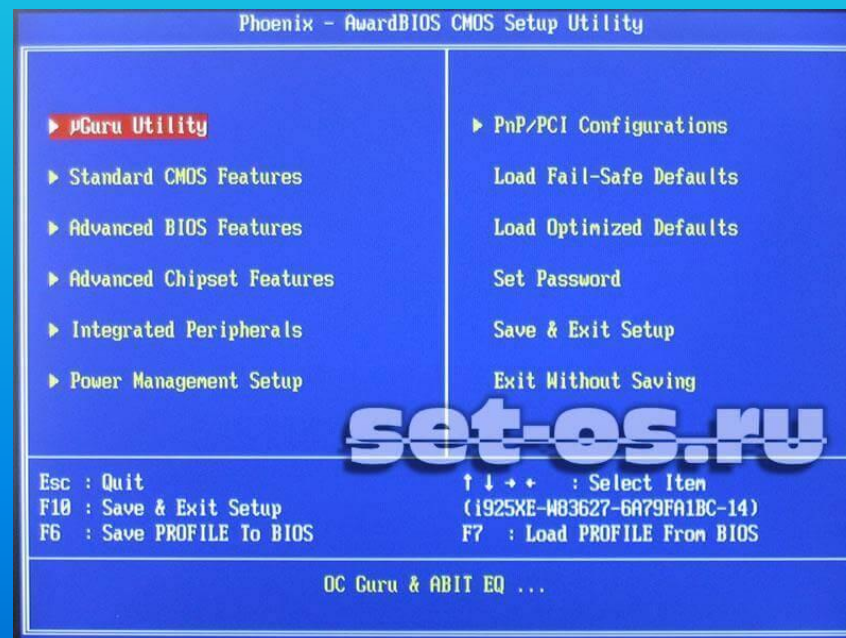 Phoenix - AwardBIOS CMOS Setup Utility
▶ µGuru Utility
▶ Standard CMOS Features
▶ Advanced BIOS Features
▶ Advanced Chipset Features
▶ Integrated Peripherals
▶ Power Management Setup
▶ PnP/PCI Configurations
Load Fail-Safe Defaults
Load Optimized Defaults
Set Password
Save & Exit Setup
Exit Without Saving
set-os.ru
Esc : Quit
F10 : Save & Exit Setup
F6 : Save PROFILE To BIOS
↑ ↓ → ← : Select Item
(i925XE-W83627-6A79FA1BC-14)
F7 : Load PROFILE From BIOS
OC Guru & ABIT EQ ...